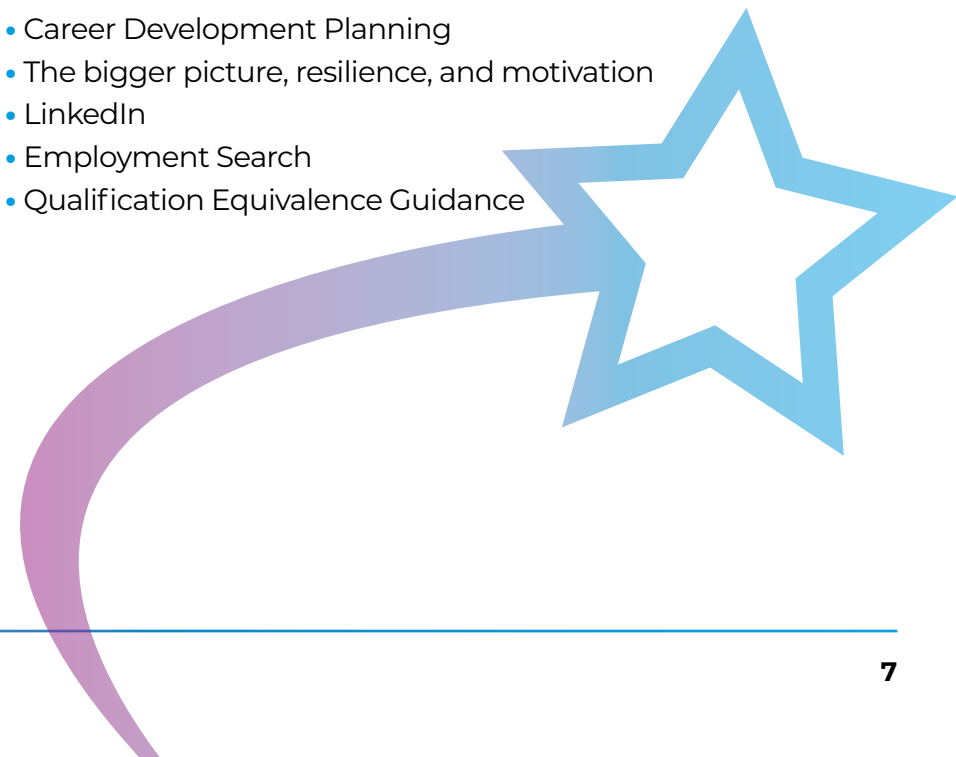 • Career Development Planning
• The bigger picture, resilience, and motivation
• LinkedIn
• Employment Search
• Qualification Equivalence Guidance
7